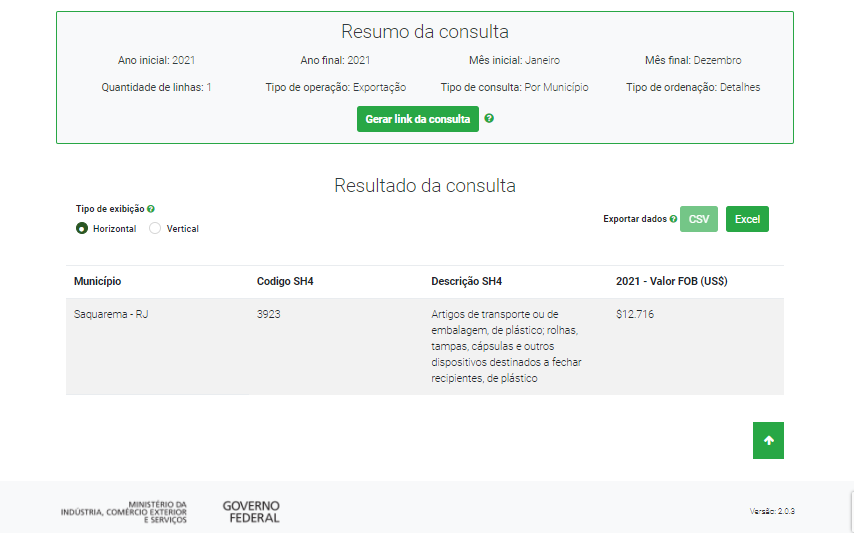 Resumo da consulta
Ano inicial: 2021 Ano final: 2021 Mês inicial: Janeiro Mês final: Dezembro
Quantidade de linhas: 1 Tipo de operação: Exportação Tipo de consulta: Por Município Tipo de ordenação: Detalhes
Gerar link da consulta ?
Resultado da consulta
Tipo de exibição ?
Horizontal Vertical
Exportar dados ? CSV Excel
Município Codigo SH4 Descrição SH4 2021 - Valor FOB (US$)
Saquarema - RJ 3923 Artigos de transporte ou de $12.716
embalagem, de plástico; rolhas,
tampas, cápsulas e outros
dispositivos destinados a fechar
recipientes, de plástico
MINISTÉRIO DA
INDÚSTRIA, COMÉRCIO EXTERIOR
E SERVIÇOS
GOVERNO
FEDERAL
Versão: 2.0.3